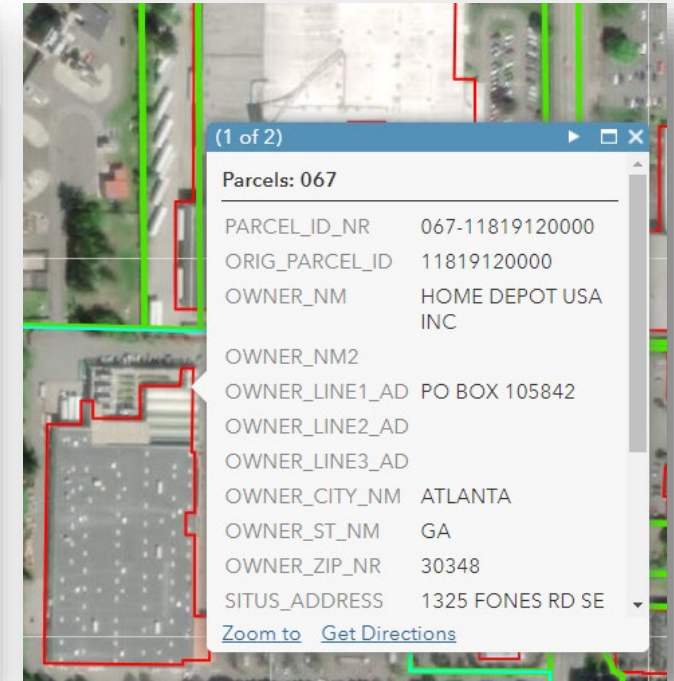 (1 of 2)
Parcels: 067
PARCEL_ID_NR 067-11819120000
ORIG_PARCEL_ID 11819120000
OWNER_NM HOME DEPOT USA
INC
OWNER_NM2
OWNER_LINE1_AD PO BOX 105842
OWNER_LINE2_AD
OWNER_LINE3_AD
OWNER_CITY_NM ATLANTA
OWNER_ST_NM GA
OWNER_ZIP_NR 30348
SITUS_ADDRESS 1325 FONES RD SE
Zoom to Get Directions